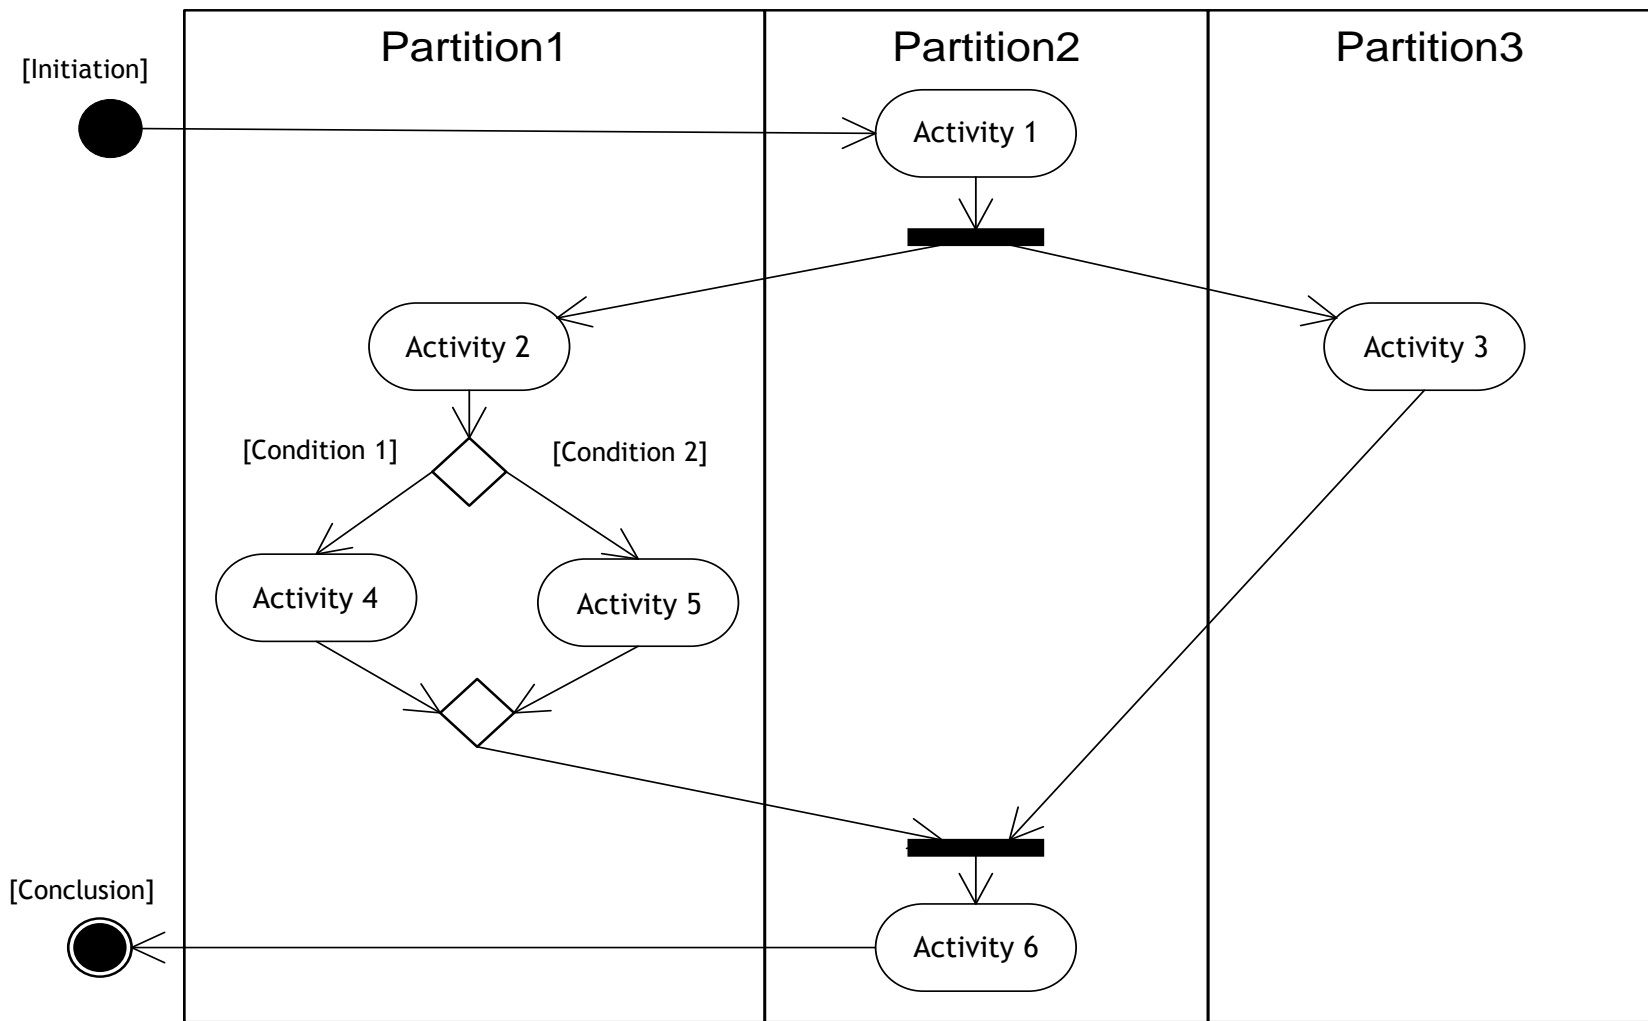 Partition1
Partition2
Partition3
[Initiation]
Activity 1
Activity 2
Activity 3
[Condition 1]
[Condition 2]
Activity 4
Activity 5
[Conclusion]
Activity 6